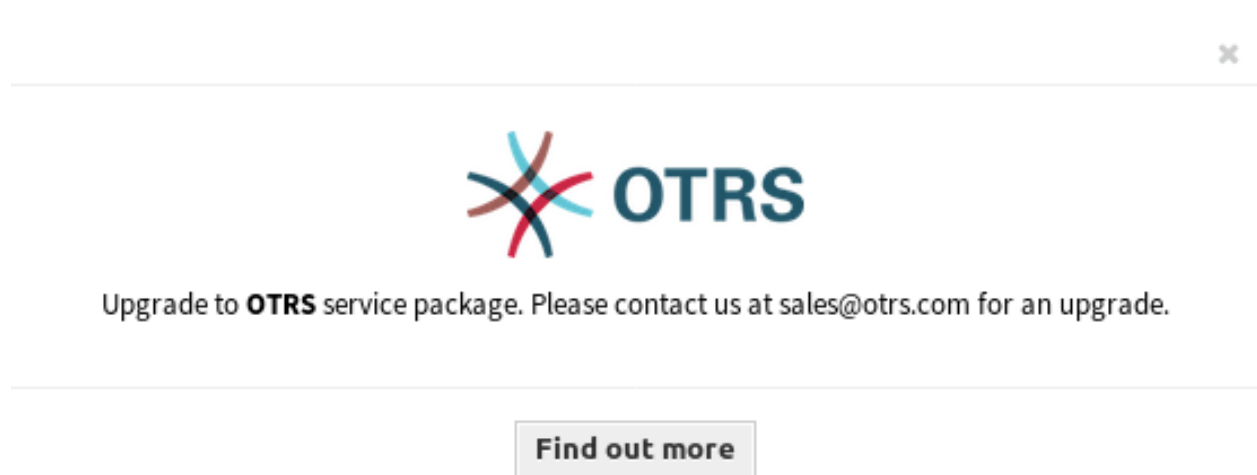 OTRS
Upgrade to OTRS service package. Please contact us at sales@otrs.com for an upgrade.
Find out more